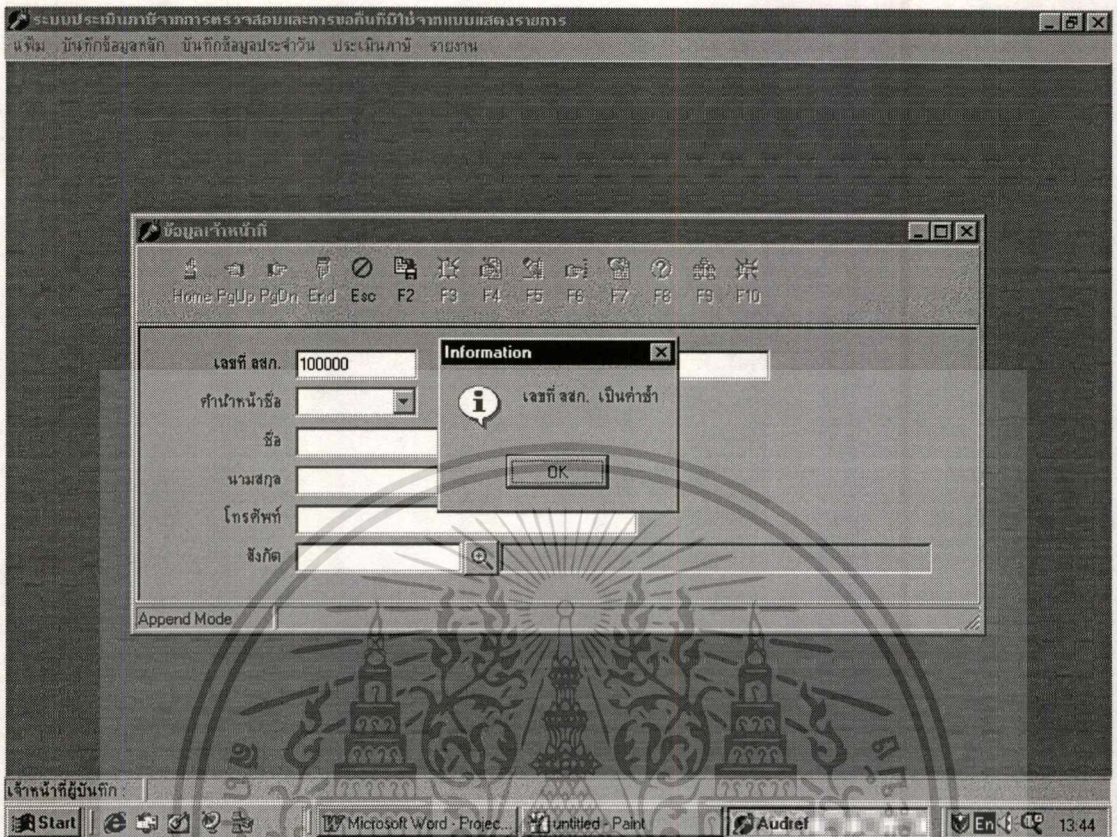 ระบบประเมินภาษีจากการตรวจสอบและการขอคืนที่มิใช่จากแบบแสดงรายการ
แฟ้ม บันทึกข้อมูลหลัก บันทึกข้อมูลประจำวัน ประเมินภาษี รายงาน
ข้อมูลเจ้าหน้าที่
Home PgUp PgDn End Esc F2 F3 F4 F5 F6 F7 F8 F9 F10
เลขที่ อสก. 100000
คำนำหน้าชื่อ
ชื่อ
นามสกุล
โทรศัพท์
สังกัด
Information
เลขที่ อสก. เป็นค่าซ้ำ
OK
Append Mode
เจ้าหน้าที่ผู้บันทึก :
Start Microsoft Word - Projec... untitled - Paint Audref En 13:44